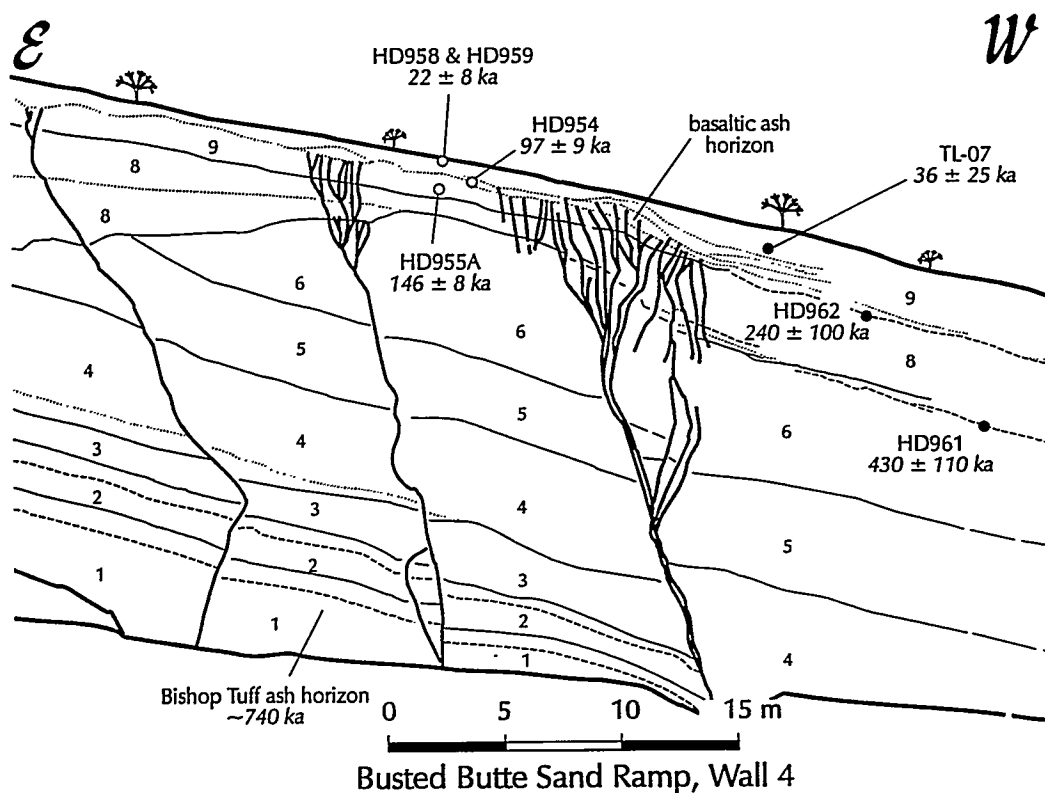 E
W
HD958 & HD959
22 ± 8 ka
HD954
97 ± 9 ka
basaltic ash
horizon
TL-07
36 ± 25 ka
9
8
8
HD955A
146 ± 8 ka
6
6
9
HD962
240 ± 100 ka
8
5
5
6
HD961
430 ± 110 ka
4
4
4
5
3
3
3
2
2
2
1
1
1
4
Bishop Tuff ash horizon
~740 ka
0
5
10
15 m
Busted Butte Sand Ramp, Wall 4